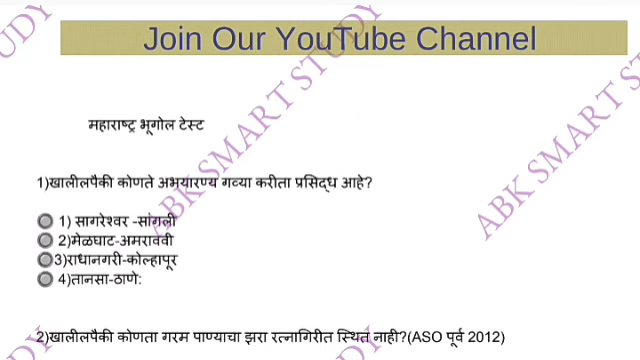 Join Our YouTube Channel
महाराष्ट्र भूगोल टेस्ट
1)खालीलपैकी कोणते अभयारण्य गव्या करीता प्रसिद्ध आहे?
1) सागरेश्वर -सांगली
2)मेळघाट-अमराववी
3)राधानगरी-कोल्हापूर
4)तानसा-ठाणे:
2)खालीलपैकी कोणता गरम पाण्याचा झरा रत्नागिरीत स्थित नाही?(ASO पूर्व 2012)
ABK SMART STUDY
ABK SMART S
UDY